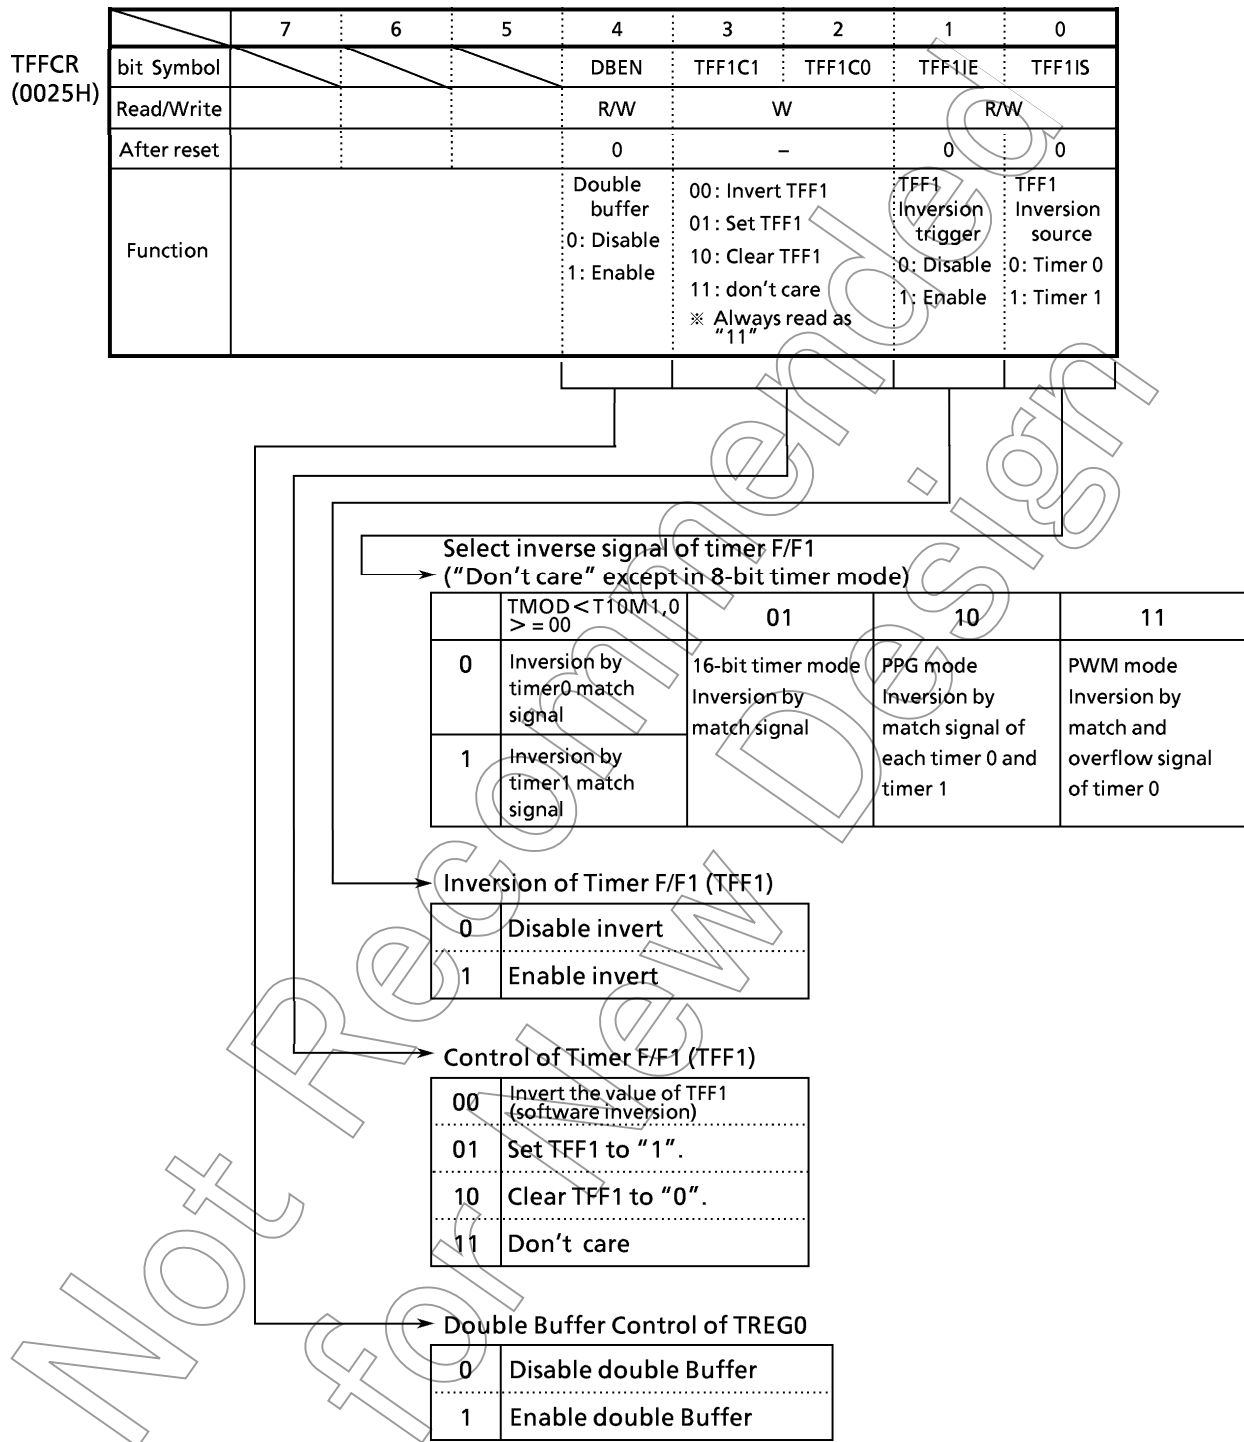 7 6 5 4 3 2 1 0
TFFCR
(0025H)
bit Symbol DBEN TFF1C1 TFF1C0 TFF1IE TFF1IS
Read/Write R/W W R/W
After reset 0 – 0 0
Function
Double
buffer
0: Disable
1: Enable
00: Invert TFF1
01: Set TFF1
10: Clear TFF1
11: don't care
※ Always read as
"11"
TFF1
Inversion
trigger
0: Disable
1: Enable
TFF1
Inversion
source
0: Timer 0
1: Timer 1
Select inverse signal of timer F/F1
("Don't care" except in 8-bit timer mode)
TMOD<T10M1,0
>=00
01 10 11
0
Inversion by
timer0 match
signal
1
Inversion by
timer1 match
signal
16-bit timer mode
Inversion by
match signal
PPG mode
Inversion by
match signal of
each timer 0 and
timer 1
PWM mode
Inversion by
match and
overflow signal
of timer 0
Inversion of Timer F/F1 (TFF1)
0 Disable invert
1 Enable invert
Control of Timer F/F1 (TFF1)
00 Invert the value of TFF1
(software inversion)
01 Set TFF1 to "1".
10 Clear TFF1 to "0".
11 Don't care
Double Buffer Control of TREG0
0 Disable double Buffer
1 Enable double Buffer
Not Recommended
for New Design